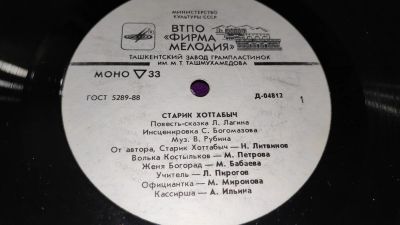 МИНИСТЕРСТВО
КУЛЬТУРЫ СССР
ВТПО
«ФИРМА
МЕЛОДИЯ»
ТАШКЕНТСКИЙ ЗАВОД ГРАМПЛАСТИНОК
ИМ М. Т. ТАШМУХАМЕДОВА
МОНО 33
ГОСТ 5289-88
Д-04812
1
СТАРИК ХОТТАБЫЧ
Повесть-сказка Л. Лагина
Инсценировка С. Богомазова
Муз. В. Рубина
От автора, Старик Хоттабыч — Н. Литвинов
Волька Костыльков — М. Петрова
Женя Богорад — М. Бабаева
Учитель — Л. Пирогов
Официантка — М. Миронова
Кассирша — А. Ильина